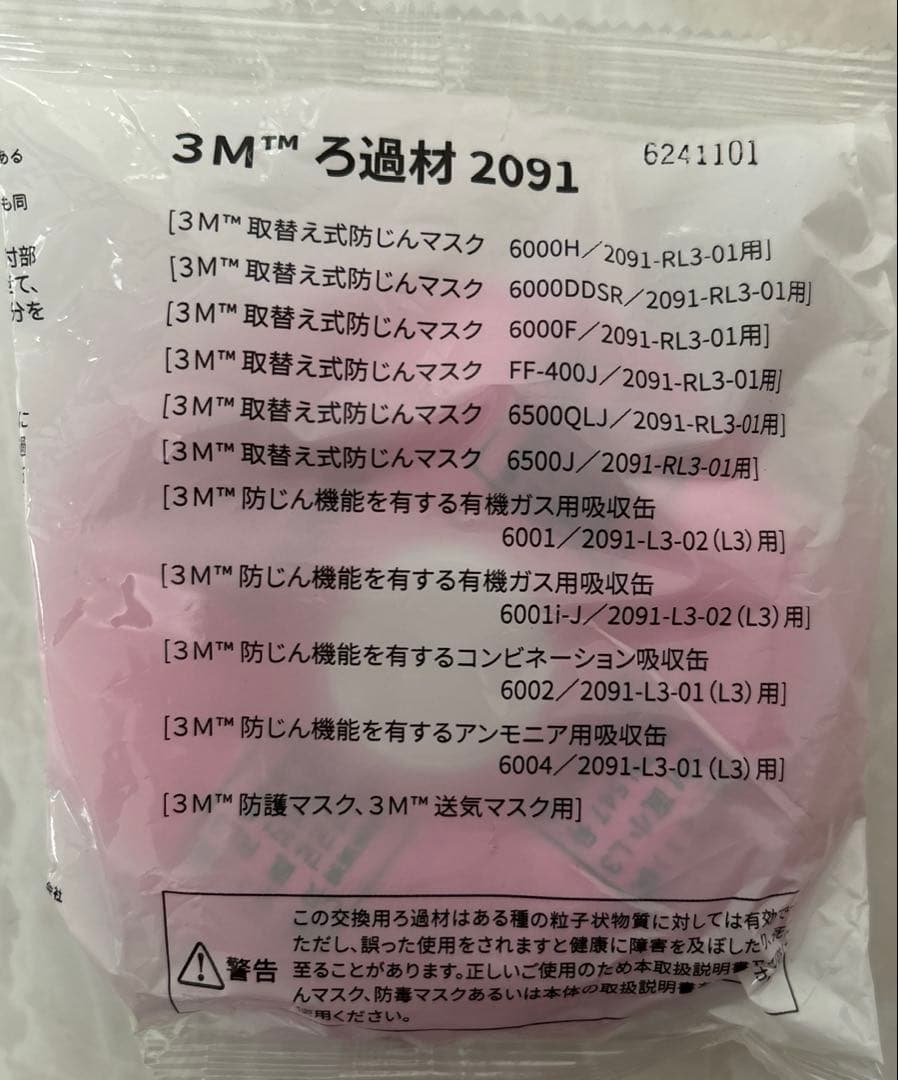 3M™ ろ過材 2091 6241101
[3M™ 取替え式防じんマスク 6000H／2091-RL3-01用]
[3M™ 取替え式防じんマスク 6000DDSR／2091-RL3-01用]
[3M™ 取替え式防じんマスク 6000F／2091-RL3-01用]
[3M™ 取替え式防じんマスク FF-400J／2091-RL3-01用]
[3M™ 取替え式防じんマスク 6500QLJ／2091-RL3-01用]
[3M™ 取替え式防じんマスク 6500J／2091-RL3-01用]
[3M™ 防じん機能を有する有機ガス用吸収缶
6001／2091-L3-02（L3）用]
[3M™ 防じん機能を有する有機ガス用吸収缶
6001i-J／2091-L3-02（L3）用]
[3M™ 防じん機能を有するコンビネーション吸収缶
6002／2091-L3-01（L3）用]
[3M™ 防じん機能を有するアンモニア用吸収缶
6004／2091-L3-01（L3）用]
[3M™ 防護マスク、3M™ 送気マスク用]
警告
この交換用ろ過材はある種の粒子状物質に対しては有効で
ただし、誤った使用をされますと健康に障害を及ぼした
至ることがあります。正しいご使用のため本取扱説明書
んマスク、防毒マスクあるいは本体の取扱説明書を
用ください。
ある
も同
付部
て、
分を
に